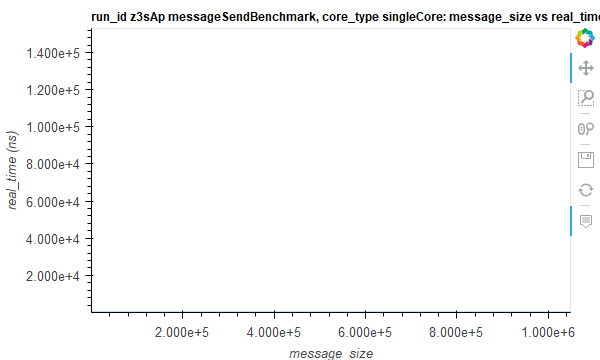 run_id z3sAp messageSendBenchmark, core_type singleCore: message_size vs real_time
1.400e+5
1.200e+5
1.000e+5
8.000e+4
6.000e+4
4.000e+4
2.000e+4
real_time (ns)
2.000e+5 4.000e+5 6.000e+5 8.000e+5 1.000e+6
message_size